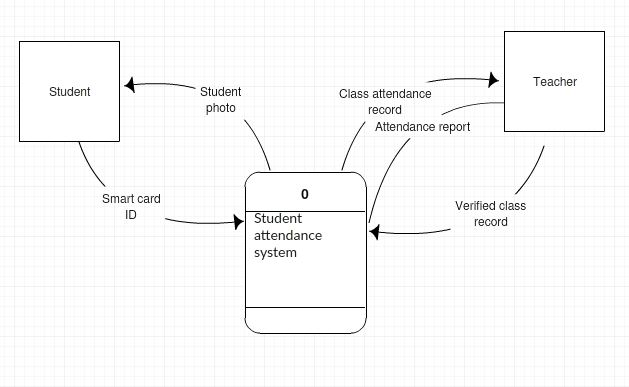 Student
Student
photo
Class attendance
record
Attendance report
Teacher
Smart card
ID
0
Student
attendance
system
Verified class
record